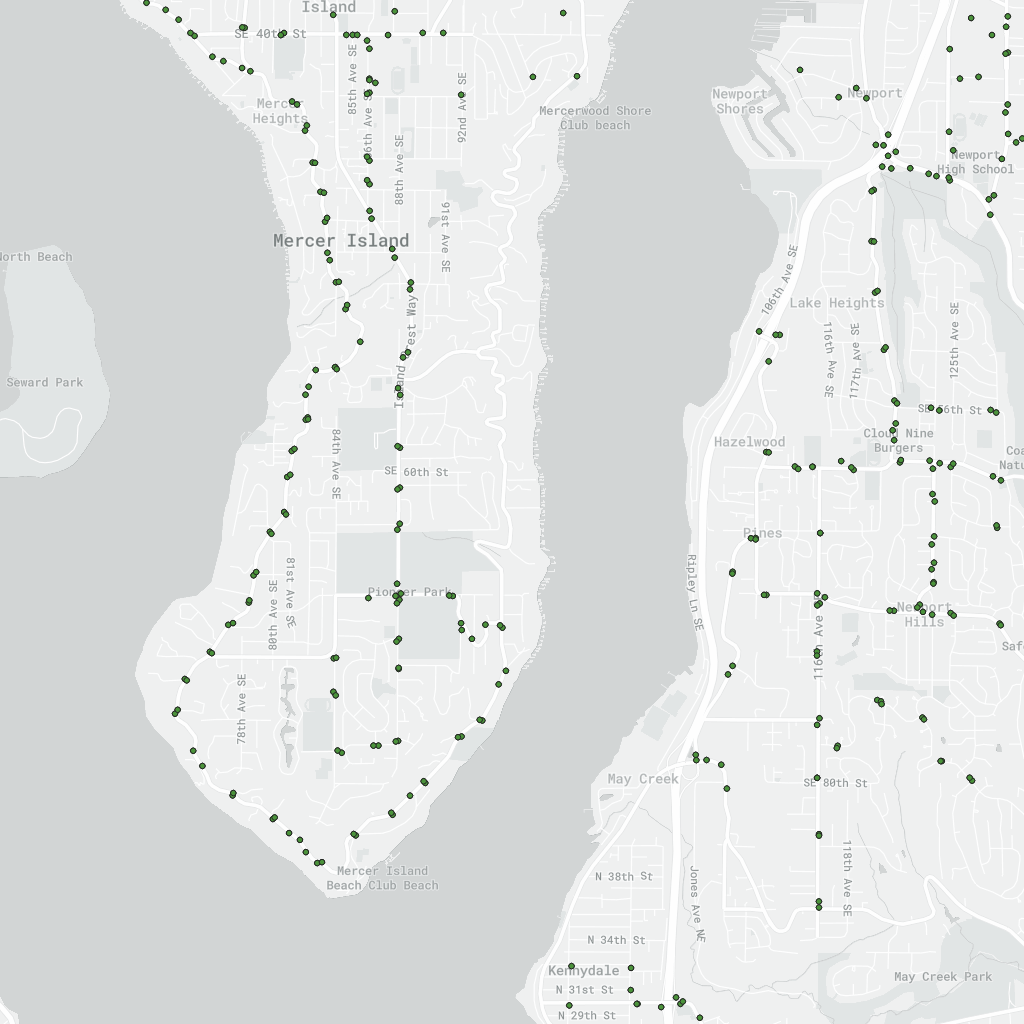 Island
SE 40th St
85th Ave SE
86th Ave SE
92nd Ave SE
88th Ave SE
91st Ave SE
Mercer
Heights
Mercerwood Shore
Club beach
Newport
Shores
Newport
Newport
High School
North Beach
Mercer Island
106th Ave SE
Lake Heights
116th Ave SE
117th Ave SE
125th Ave SE
Seward Park
Island Crest Way
SE 66th St
Cloud Nine
Burgers
Hazelwood
84th Ave SE
SE 60th St
Pines
Ripley Ln SE
81st Ave SE
80th Ave SE
Pioneer Park
Newport
Hills
116th Ave
78th Ave SE
May Creek
SE 80th St
118th Ave SE
Mercer Island
Beach Club Beach
N 38th St
Jones Ave NE
N 34th St
Kennydale
N 31st St
N 29th St
May Creek Park